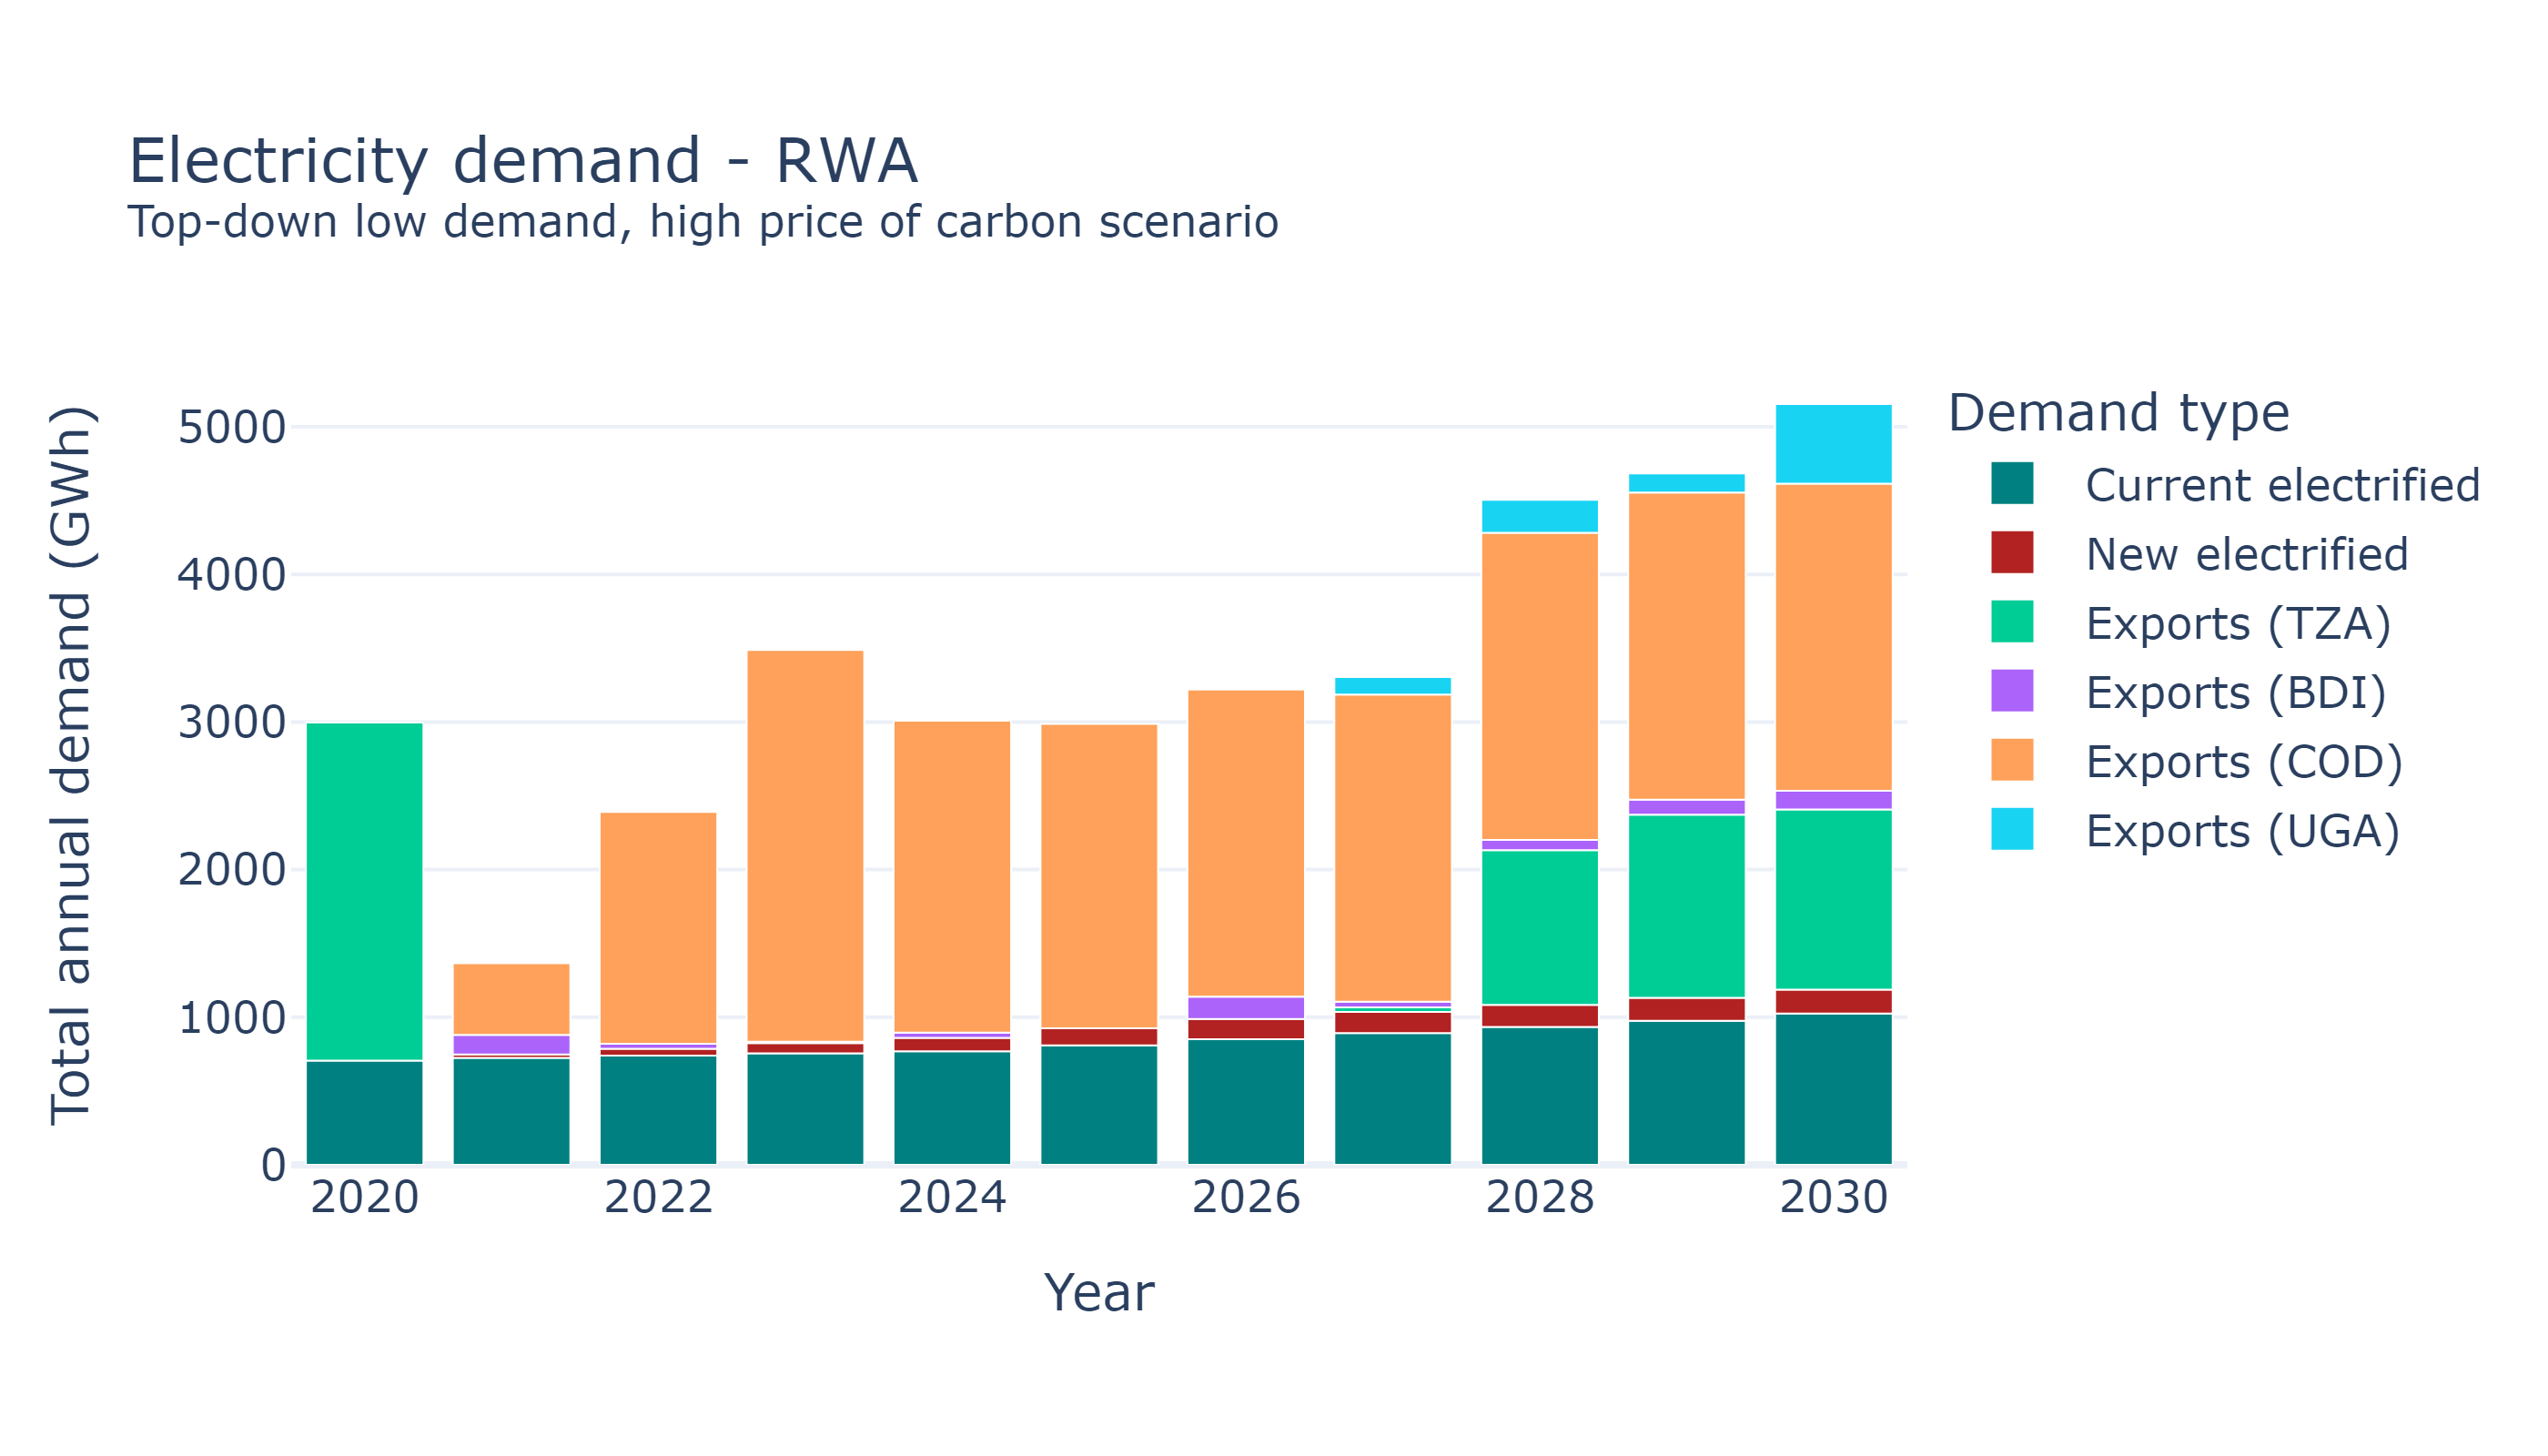 Electricity demand - RWA
Top-down low demand, high price of carbon scenario
Total annual demand (GWh)
5000
4000
3000
2000
1000
0
2020
2022
2024
2026
2028
2030
Year
Demand type
Current electrified
New electrified
Exports (TZA)
Exports (BDI)
Exports (COD)
Exports (UGA)